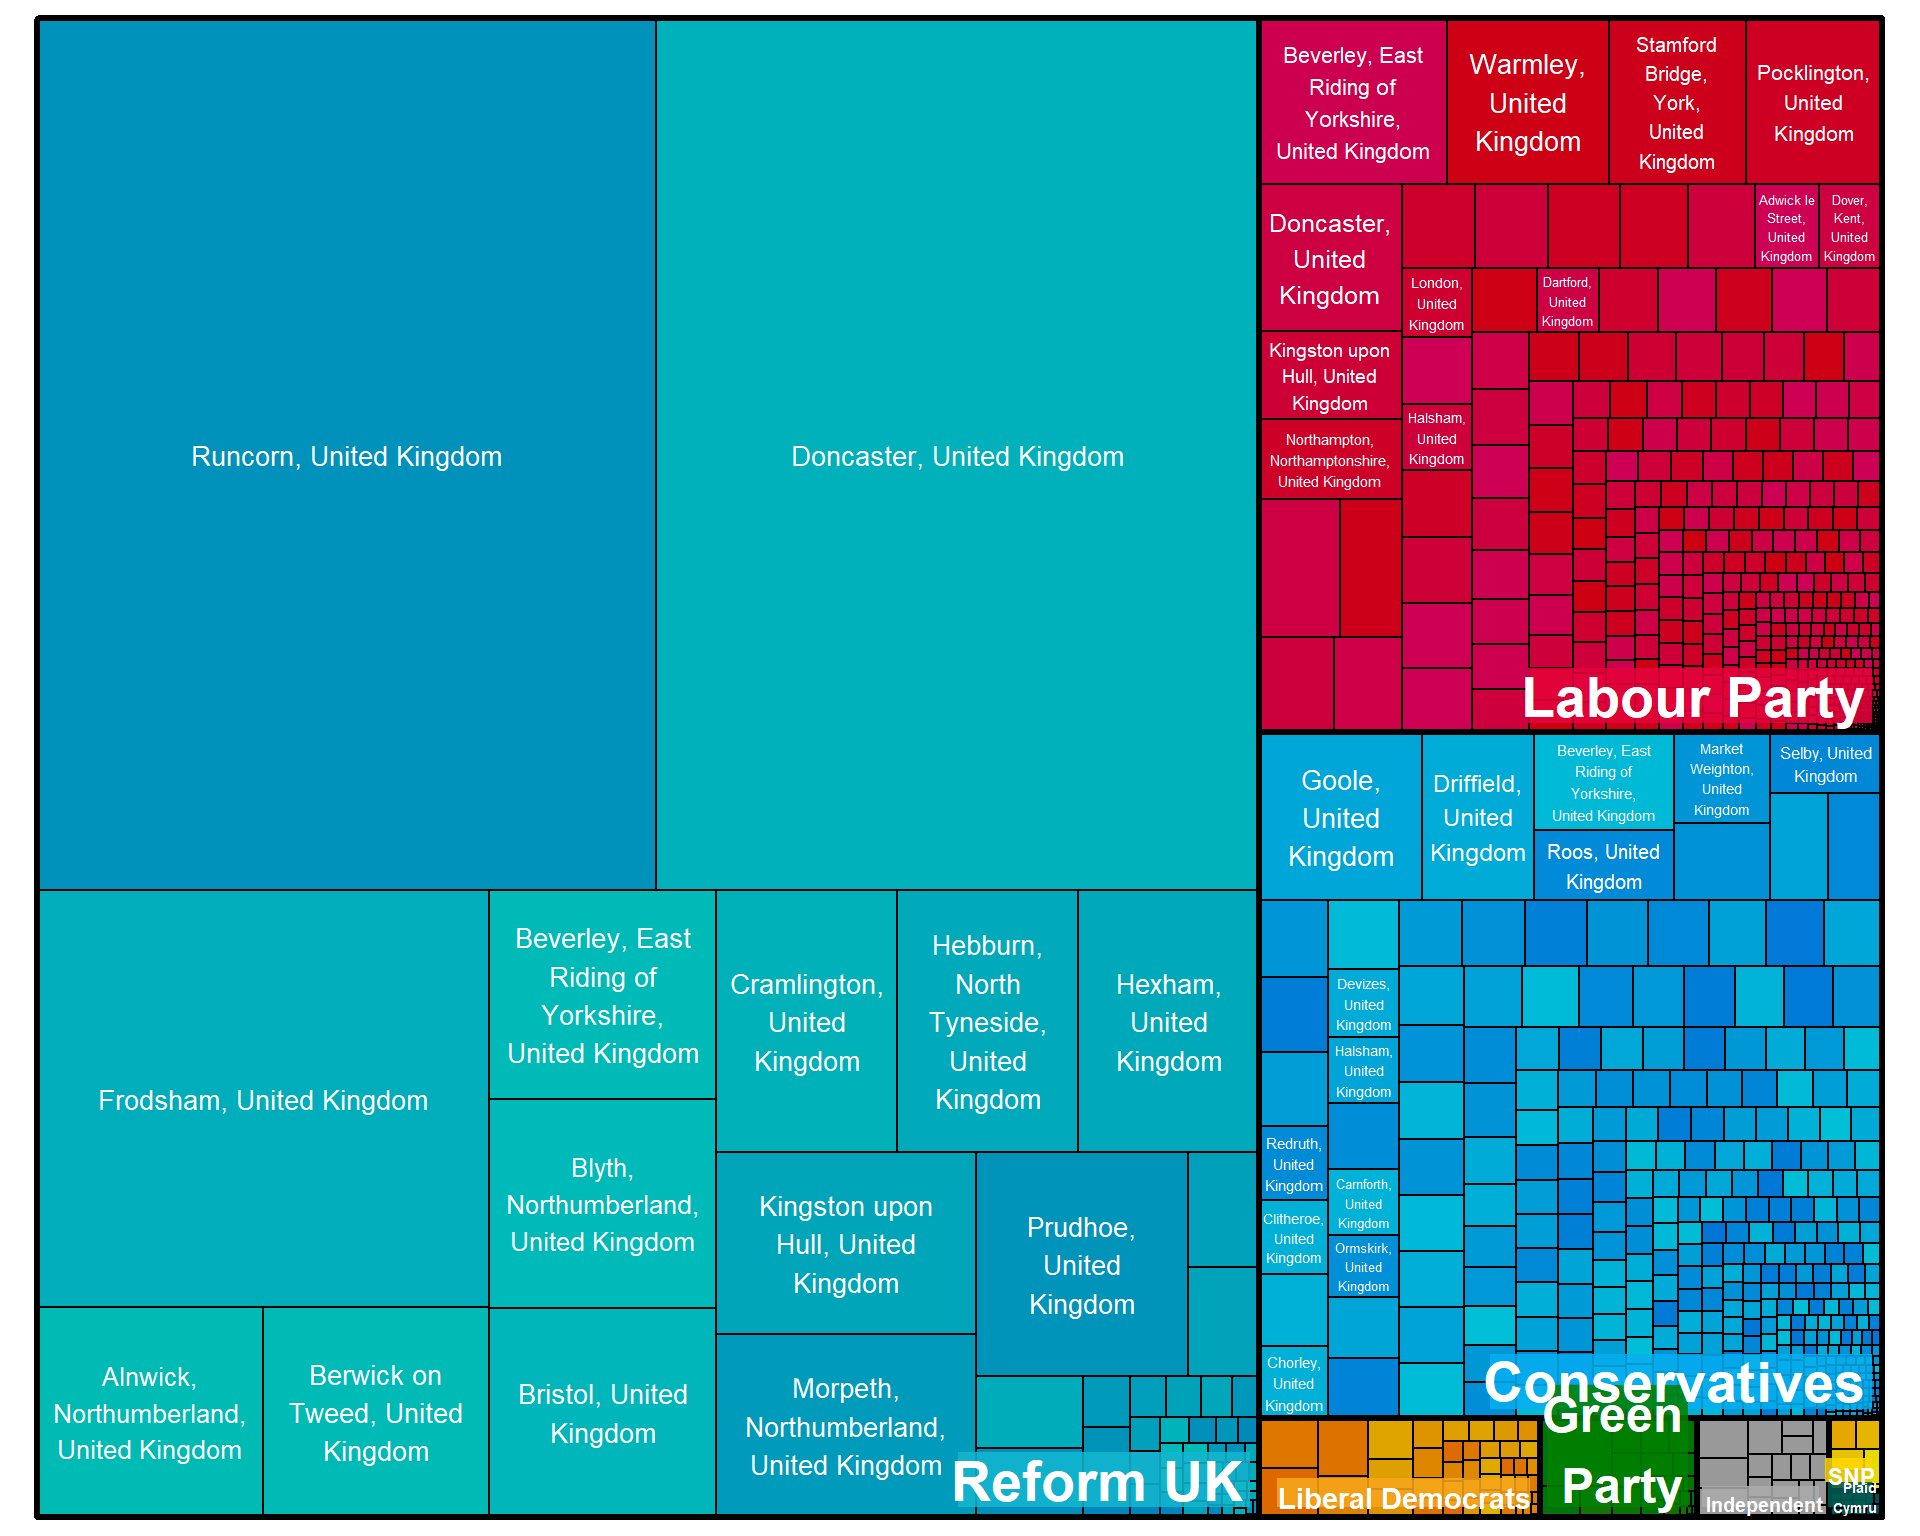 Runcorn, United Kingdom
Doncaster, United Kingdom
Frodsham, United Kingdom
Beverley, East
Riding of
Yorkshire,
United Kingdom
Cramlington,
United
Kingdom
Hebburn,
North
Tyneside,
United
Kingdom
Hexham,
United
Kingdom
Blyth,
Northumberland,
United Kingdom
Kingston upon
Hull, United
Kingdom
Prudhoe,
United
Kingdom
Alnwick,
Northumberland,
United Kingdom
Berwick on
Tweed, United
Kingdom
Bristol, United
Kingdom
Morpeth,
Northumberland,
United Kingdom
Reform UK
Beverley, East
Riding of
Yorkshire,
United Kingdom
Warmley,
United
Kingdom
Stamford
Bridge,
York,
United
Kingdom
Pocklington,
United
Kingdom
Doncaster,
United
Kingdom
Adwick le
Street,
United
Kingdom
Dover,
Kent,
United
Kingdom
London,
United
Kingdom
Dartford,
United
Kingdom
Kingston upon
Hull, United
Kingdom
Halsham,
United
Kingdom
Northampton,
Northamptonshire,
United Kingdom
Labour Party
Goole,
United
Kingdom
Driffield,
United
Kingdom
Beverley, East
Riding of
Yorkshire,
United Kingdom
Market
Weighton,
United
Kingdom
Selby, United
Kingdom
Roos, United
Kingdom
Devizes,
United
Kingdom
Halsham,
United
Kingdom
Redruth,
United
Kingdom
Carnforth,
United
Kingdom
Clitheroe,
United
Kingdom
Ormskirk,
United
Kingdom
Chorley,
United
Kingdom
Conservatives
Liberal Democrats
Green
Party
Independent
SNP
Plaid
Cymru